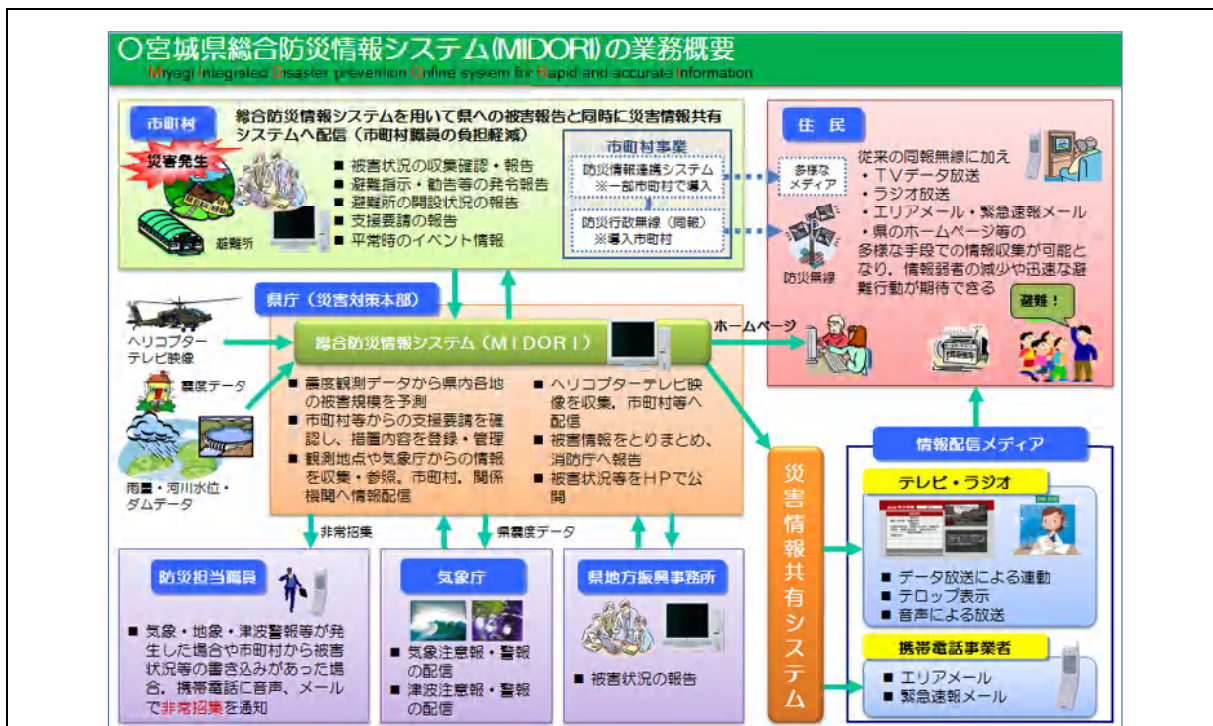 〇宮城県総合防災情報システム(MIDORI)の業務概要
Miyagi Integrated Disaster prevention Online system for Rapid and accurate Information
市町村
総合防災情報システムを用いて県への被害報告と同時に災害情報共有
システムへ配信（市町村職員の負担軽減）
災害発生
避難所
■ 被害状況の収集確認・報告
■ 避難指示・勧告等の発令報告
■ 避難所の開設状況の報告
■ 支援要請の報告
■ 平常時のイベント情報
市町村事業
防災情報連携システム
※一部市町村で導入
防災行政無線（同報）
※導入市町村
住 民
多様な
メディア
防災無線
従来の同報無線に加え
・TVデータ放送
・ラジオ放送
・エリアメール・緊急速報メール
・県のホームページ等の
多様な手段での情報収集が可能と
なり，情報弱者の減少や迅速な避
難行動が期待できる
避難！
県庁（災害対策本部）
総合防災情報システム（MIDORI）
ホームページ
ヘリコプター
テレビ映像
震度データ
雨量・河川水位・
ダムデータ
■ 震度観測データから県内各地
の被害規模を予測
■ 市町村等からの支援要請を確
認し、措置内容を登録・管理
■ 観測地点や気象庁からの情報
を収集・参照。市町村，関係
機関へ情報配信
■ ヘリコプターテレビ映
像を収集，市町村等へ
配信
■ 被害情報をとりまとめ、
消防庁へ報告
■ 被害状況等をＨＰで公
開
非常招集
県震度データ
防災担当職員
■ 気象・地象・津波警報等が発
生した場合や市町村から被害
状況等の書き込みがあった場
合，携帯電話に音声、メール
で非常招集を通知
気象庁
■ 気象注意報・警報
の配信
■ 津波注意報・警報
の配信
県地方振興事務所
■ 被害状況の報告
災害情報共有システム
情報配信メディア
テレビ・ラジオ
■ データ放送による連動
■ テロップ表示
■ 音声による放送
携帯電話事業者
■ エリアメール
■ 緊急速報メール